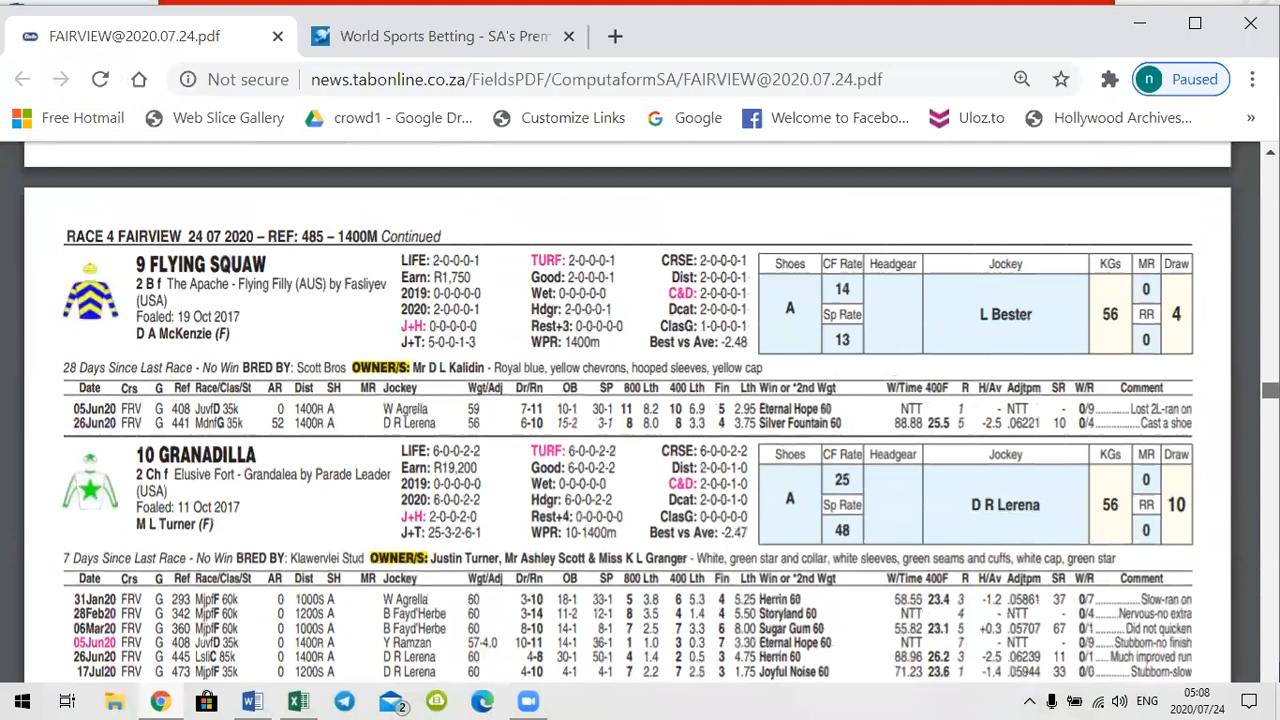 FAIRVIEW@2020.07.24.pdf
World Sports Betting - SA's Prem
Not secure news.tabonline.co.za/FieldsPDF/ComputaformSA/FAIRVIEW@2020.07.24.pdf n Paused
Free Hotmail Web Slice Gallery crowd1 - Google Dr... Customize Links Google Welcome to Facebo... Uloz.to Hollywood Archives... »
RACE 4 FAIRVIEW 24 07 2020 – REF: 485 – 1400M Continued
9 FLYING SQUAW
2 B f The Apache - Flying Filly (AUS) by Fasliyev
(USA)
Foaled: 19 Oct 2017
D A McKenzie (F)
LIFE: 2-0-0-0-1 TURF: 2-0-0-0-1 CRSE: 2-0-0-0-1
Earn: R1,750 Good: 2-0-0-0-1 Dist: 2-0-0-0-1
2019: 0-0-0-0-0 Wet: 0-0-0-0-0 C&D: 2-0-0-0-1
2020: 2-0-0-0-1 Hdgr: 2-0-0-0-1 Dcat: 2-0-0-0-1
J+H: 0-0-0-0-0 Rest+3: 0-0-0-0-0 ClasG: 1-0-0-0-1
J+T: 5-0-0-1-3 WPR: 1400m Best vs Ave: -2.48
Shoes CF Rate Headgear Jockey KGs MR Draw
A 14 L Bester 56 0 4
Sp Rate RR
13 0
28 Days Since Last Race - No Win BRED BY: Scott Bros OWNER/S: Mr D L Kalidin - Royal blue, yellow chevrons, hooped sleeves, yellow cap
Date Crs G Ref Race/Clas/St AR Dist SH MR Jockey Wgt/Adj Dr/Rn OB SP 800 Lth 400 Lth Fin Lth Win or *2nd Wgt W/Time 400F R H/Av Adjtpm SR W/R Comment
05Jun20 FRV G 408 JuvfD 35k 0 1400R A W Agrella 59 7-11 10-1 30-1 11 8.2 10 6.9 5 2.95 Eternal Hope 60 NTT 1 - NTT - 0/9 Lost 2L-ran on
26Jun20 FRV G 441 MdnfG 35k 52 1400R A D R Lerena 56 6-10 15-2 3-1 8 8.0 8 3.3 4 3.75 Silver Fountain 60 88.88 25.5 5 -2.5 .06221 10 0/4 Cast a shoe
10 GRANADILLA
2 Ch f Elusive Fort - Grandalea by Parade Leader
(USA)
Foaled: 11 Oct 2017
M L Turner (F)
LIFE: 6-0-0-2-2 TURF: 6-0-0-2-2 CRSE: 6-0-0-2-2
Earn: R19,200 Good: 6-0-0-2-2 Dist: 2-0-0-1-0
2019: 0-0-0-0-0 Wet: 0-0-0-0-0 C&D: 2-0-0-1-0
2020: 6-0-0-2-2 Hdgr: 6-0-0-2-2 Dcat: 2-0-0-1-0
J+H: 2-0-0-2-0 Rest+4: 0-0-0-0-0 ClasG: 0-0-0-0-0
J+T: 25-3-2-6-1 WPR: 10-1400m Best vs Ave: -2.47
Shoes CF Rate Headgear Jockey KGs MR Draw
A 25 D R Lerena 56 0 10
Sp Rate RR
48 0
7 Days Since Last Race - No Win BRED BY: Klawervlei Stud OWNER/S: Justin Turner, Mr Ashley Scott & Miss K L Granger - White, green star and collar, white sleeves, green seams and cuffs, white cap, green star
Date Crs G Ref Race/Clas/St AR Dist SH MR Jockey Wgt/Adj Dr/Rn OB SP 800 Lth 400 Lth Fin Lth Win or *2nd Wgt W/Time 400F R H/Av Adjtpm SR W/R Comment
31Jan20 FRV G 293 MjpfF 60k 0 1000S A W Agrella 60 3-10 18-1 33-1 5 3.8 6 5.3 4 5.25 Herrin 60 58.55 23.4 3 -1.2 .05861 37 0/7 Slow-ran on
28Feb20 FRV G 342 MjpfF 60k 0 1200S A B Fayd'Herbe 60 3-14 11-2 12-1 8 3.5 4 1.4 4 5.50 Storyland 60 NTT 4 - NTT - 0/4 Nervous-no extra
06Mar20 FRV G 360 MjpfF 60k 0 1000S A B Fayd'Herbe 60 8-10 14-1 8-1 7 2.5 7 3.3 6 8.00 Sugar Gum 60 55.82 23.1 5 +0.3 .05707 67 0/1 Did not quicken
05Jun20 FRV G 408 JuvfD 35k 0 1400R A Y Ramzan 57-4.0 10-11 14-1 36-1 1 1.0 3 0.3 7 3.30 Eternal Hope 60 NTT 7 - NTT - 0/9 Stubborn-no finish
26Jun20 FRV G 445 LsliC 85k 0 1400R A D R Lerena 60 4-8 30-1 50-1 4 1.4 2 0.5 3 4.75 Herrin 60 88.96 26.2 3 -2.5 .06239 11 0/1 Much improved run
17Jul20 FRV G 473 MjpfF 35k 0 1200S A D R Lerena 60 4-10 4-1 4-1 7 2.2 7 2.5 3 1.75 Joyful Noise 60 71.23 23.6 1 -1.4 .05944 33 0/0 Stubborn-slow
2 ENG 05:08
2020/07/24